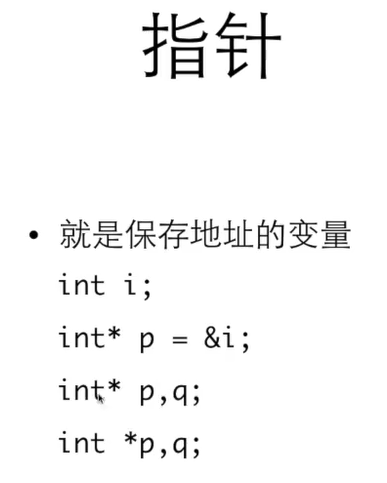 指针
• 就是保存地址的变量
int i;
int* p = &i;
int* p,q;
int *p,q;